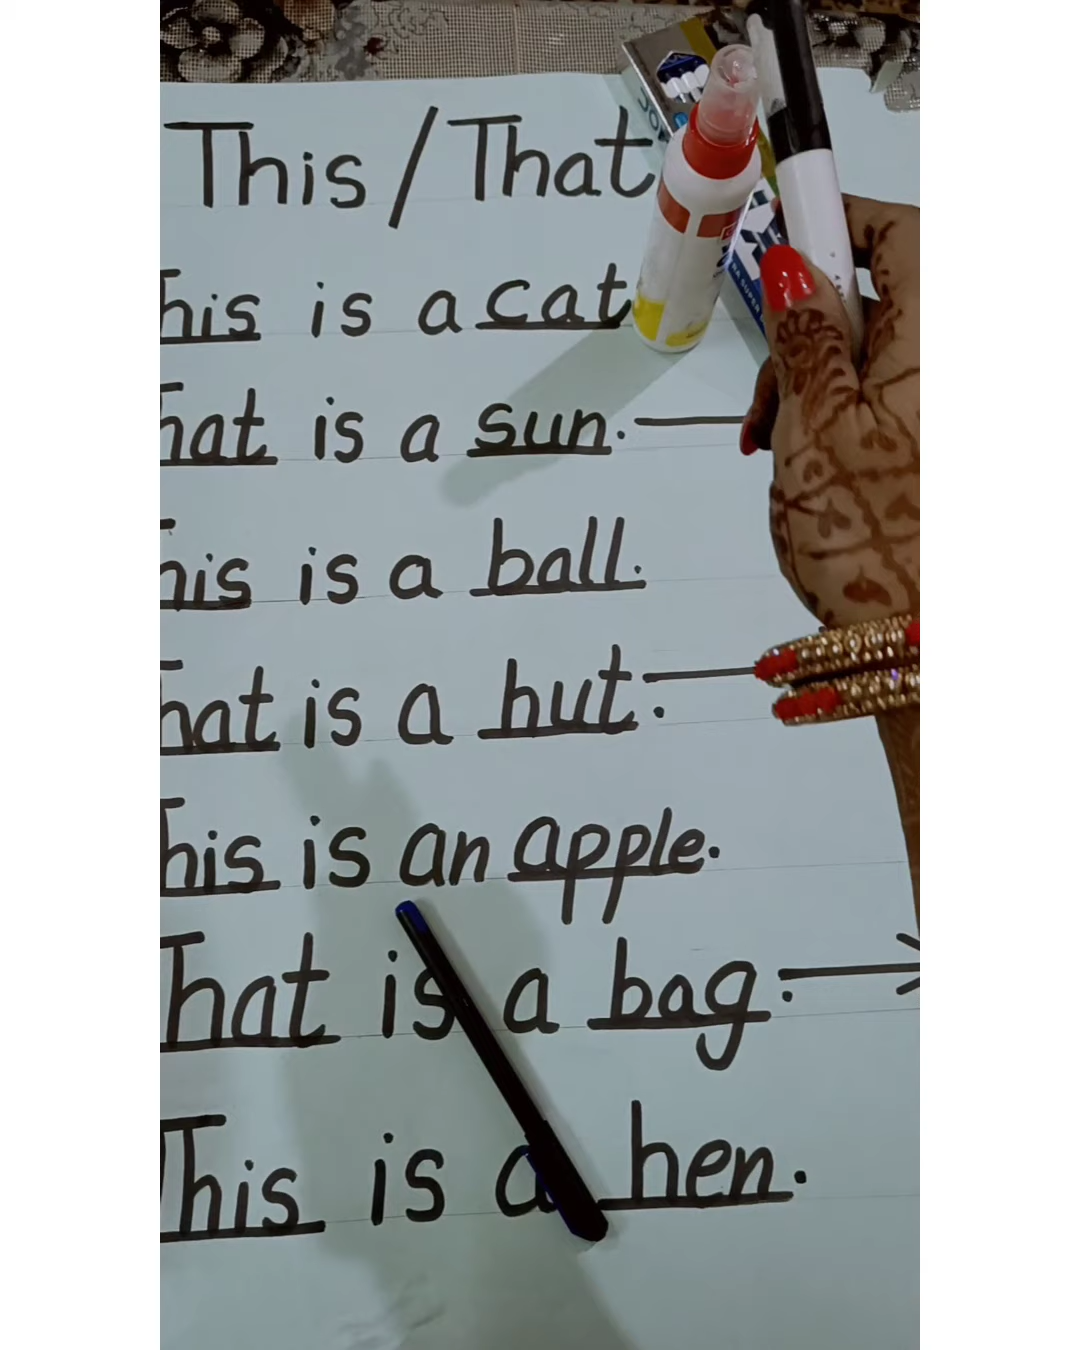 This / That
his is a cat
hat is a sun.
his is a ball.
hat is a hut.
his is an apple.
That is a bag.
This is a hen.